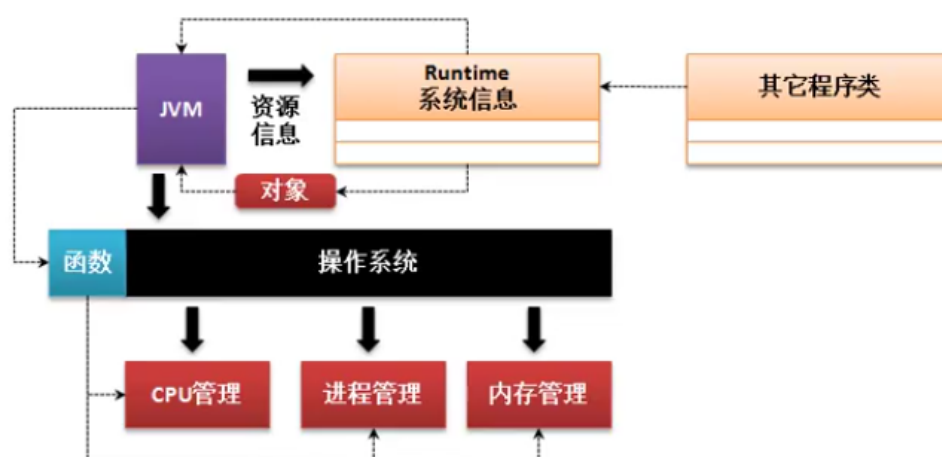 JVM
资源
信息
Runtime
系统信息
其它程序类
对象
函数
操作系统
CPU管理
进程管理
内存管理